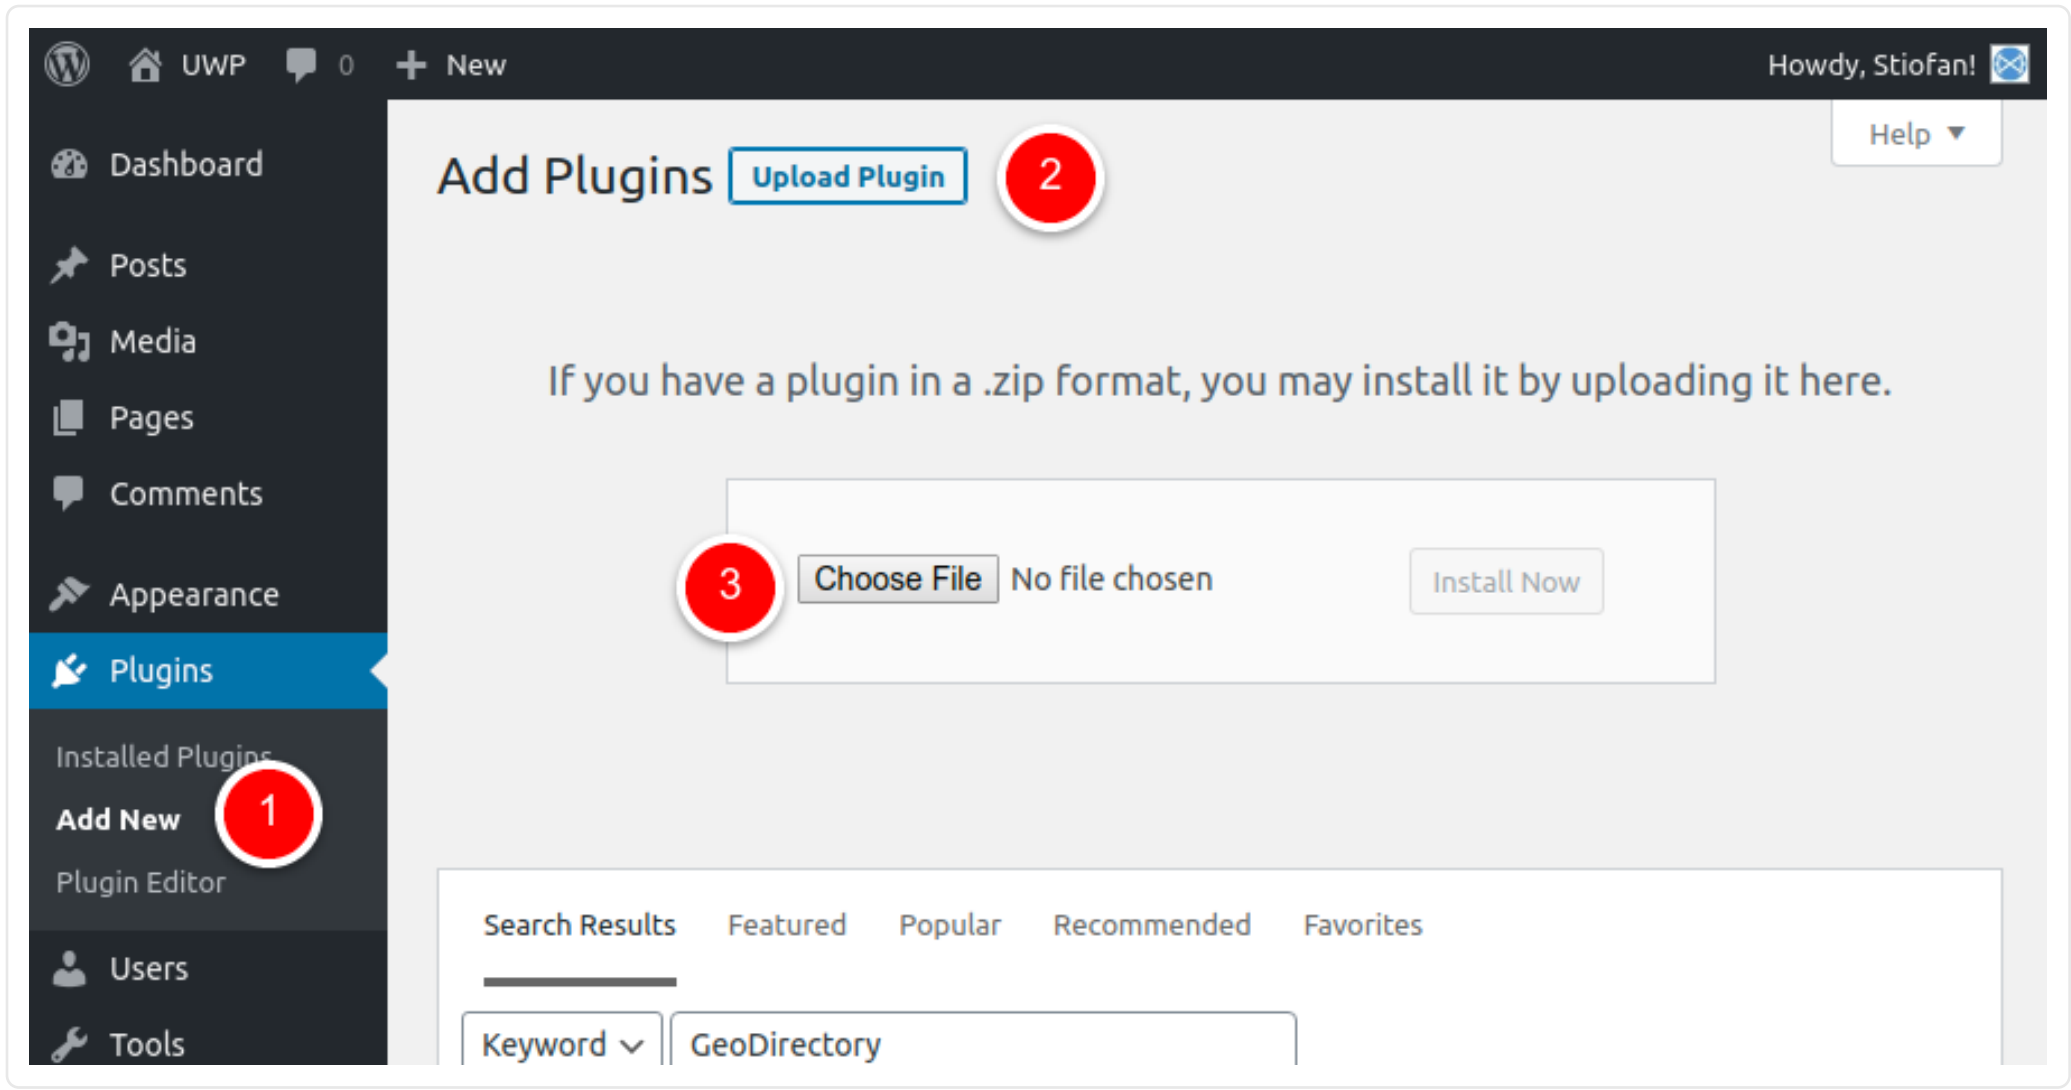 UWP 0 New Howdy, Stiofan!
Help
Dashboard
Posts
Media
Pages
Comments
Appearance
Plugins
Installed Plugins
Add New 1
Plugin Editor
Users
Tools
Add Plugins Upload Plugin 2
If you have a plugin in a .zip format, you may install it by uploading it here.
3 Choose File No file chosen Install Now
Search Results Featured Popular Recommended Favorites
Keyword GeoDirectory